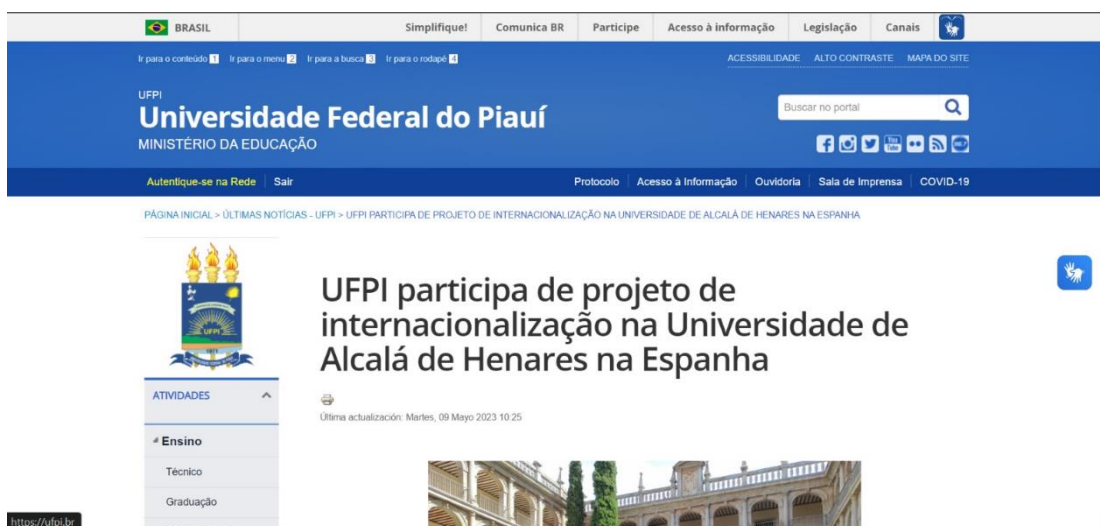 BRASIL Simplifique! Comunica BR Participe Acesso à informação Legislação Canais
Ir para o conteúdo 1 Ir para o menu 2 Ir para a busca 3 Ir para o rodapé 4 ACESSIBILIDADE ALTO CONTRASTE MAPA DO SITE
UFPI
Universidade Federal do Piauí
MINISTÉRIO DA EDUCAÇÃO
Buscar no portal
You Tube
Autentique-se na Rede Sair Protocolo Acesso à Informação Ouvidoria Sala de Imprensa COVID-19
PÁGINA INICIAL > ÚLTIMAS NOTÍCIAS - UFPI > UFPI PARTICIPA DE PROJETO DE INTERNACIONALIZAÇÃO NA UNIVERSIDADE DE ALCALÁ DE HENARES NA ESPANHA
UFPI
UFPI participa de projeto de
internacionalização na Universidade de
Alcalá de Henares na Espanha
Última actualización: Martes, 09 Mayo 2023 10:25
ATIVIDADES
Ensino
Técnico
Graduação
https://ufpi.br